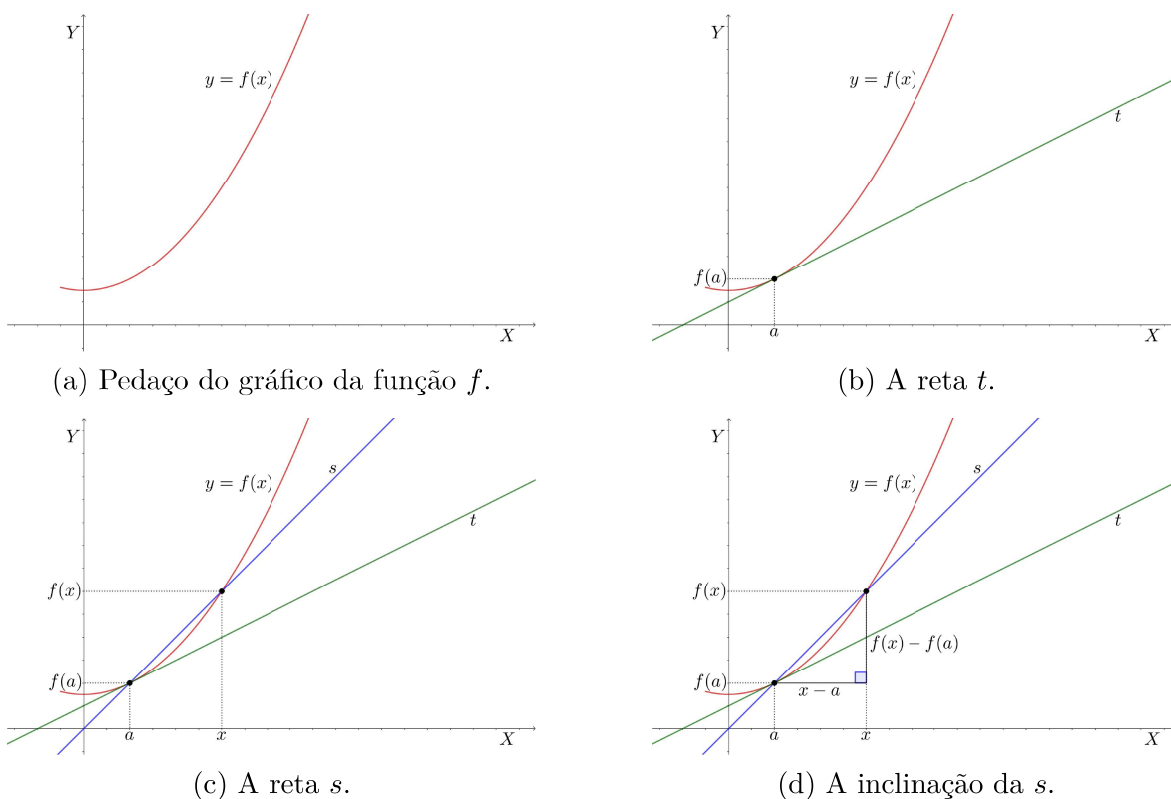 Y
y = f(x)
X
(a) Pedaço do gráfico da função f.
Y
y = f(x)
t
f(a)
a
X
(b) A reta t.
Y
s
y = f(x)
t
f(x)
f(a)
a
x
X
(c) A reta s.
Y
s
y = f(x)
t
f(x)
f(x) − f(a)
f(a)
x − a
a
x
X
(d) A inclinação da s.